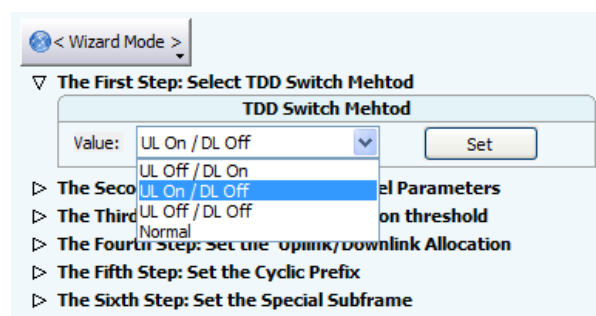 < Wizard Mode >
The First Step: Select TDD Switch Mehtod
TDD Switch Mehtod
Value: UL On / DL Off Set
UL Off / DL On
The Seco UL On / DL Off el Parameters
The Third UL Off / DL Off on threshold
Normal
The Fourth Step: Set the Uplink/Downlink Allocation
The Fifth Step: Set the Cyclic Prefix
The Sixth Step: Set the Special Subframe